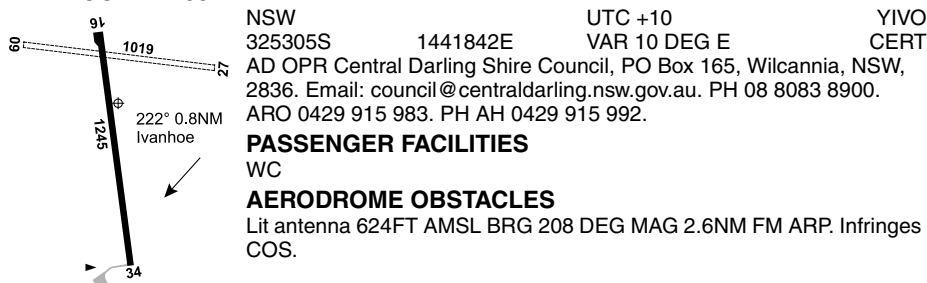 NSW UTC +10 YIVO
325305S 1441842E VAR 10 DEG E CERT
AD OPR Central Darling Shire Council, PO Box 165, Wilcannia, NSW,
2836. Email: council@centraldarling.nsw.gov.au. PH 08 8083 8900.
ARO 0429 915 983. PH AH 0429 915 992.
PASSENGER FACILITIES
WC
AERODROME OBSTACLES
Lit antenna 624FT AMSL BRG 208 DEG MAG 2.6NM FM ARP. Infringes
COS.
16
09
1019
27
1245
222° 0.8NM
Ivanhoe
34